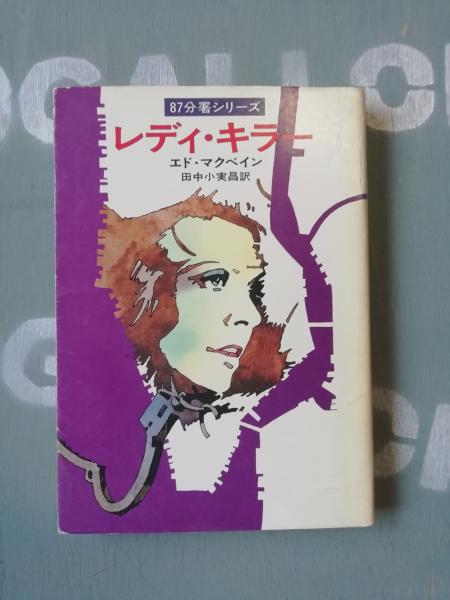 87分署シリーズ
レディ・キラー
エド・マクベイン
田中小実昌訳